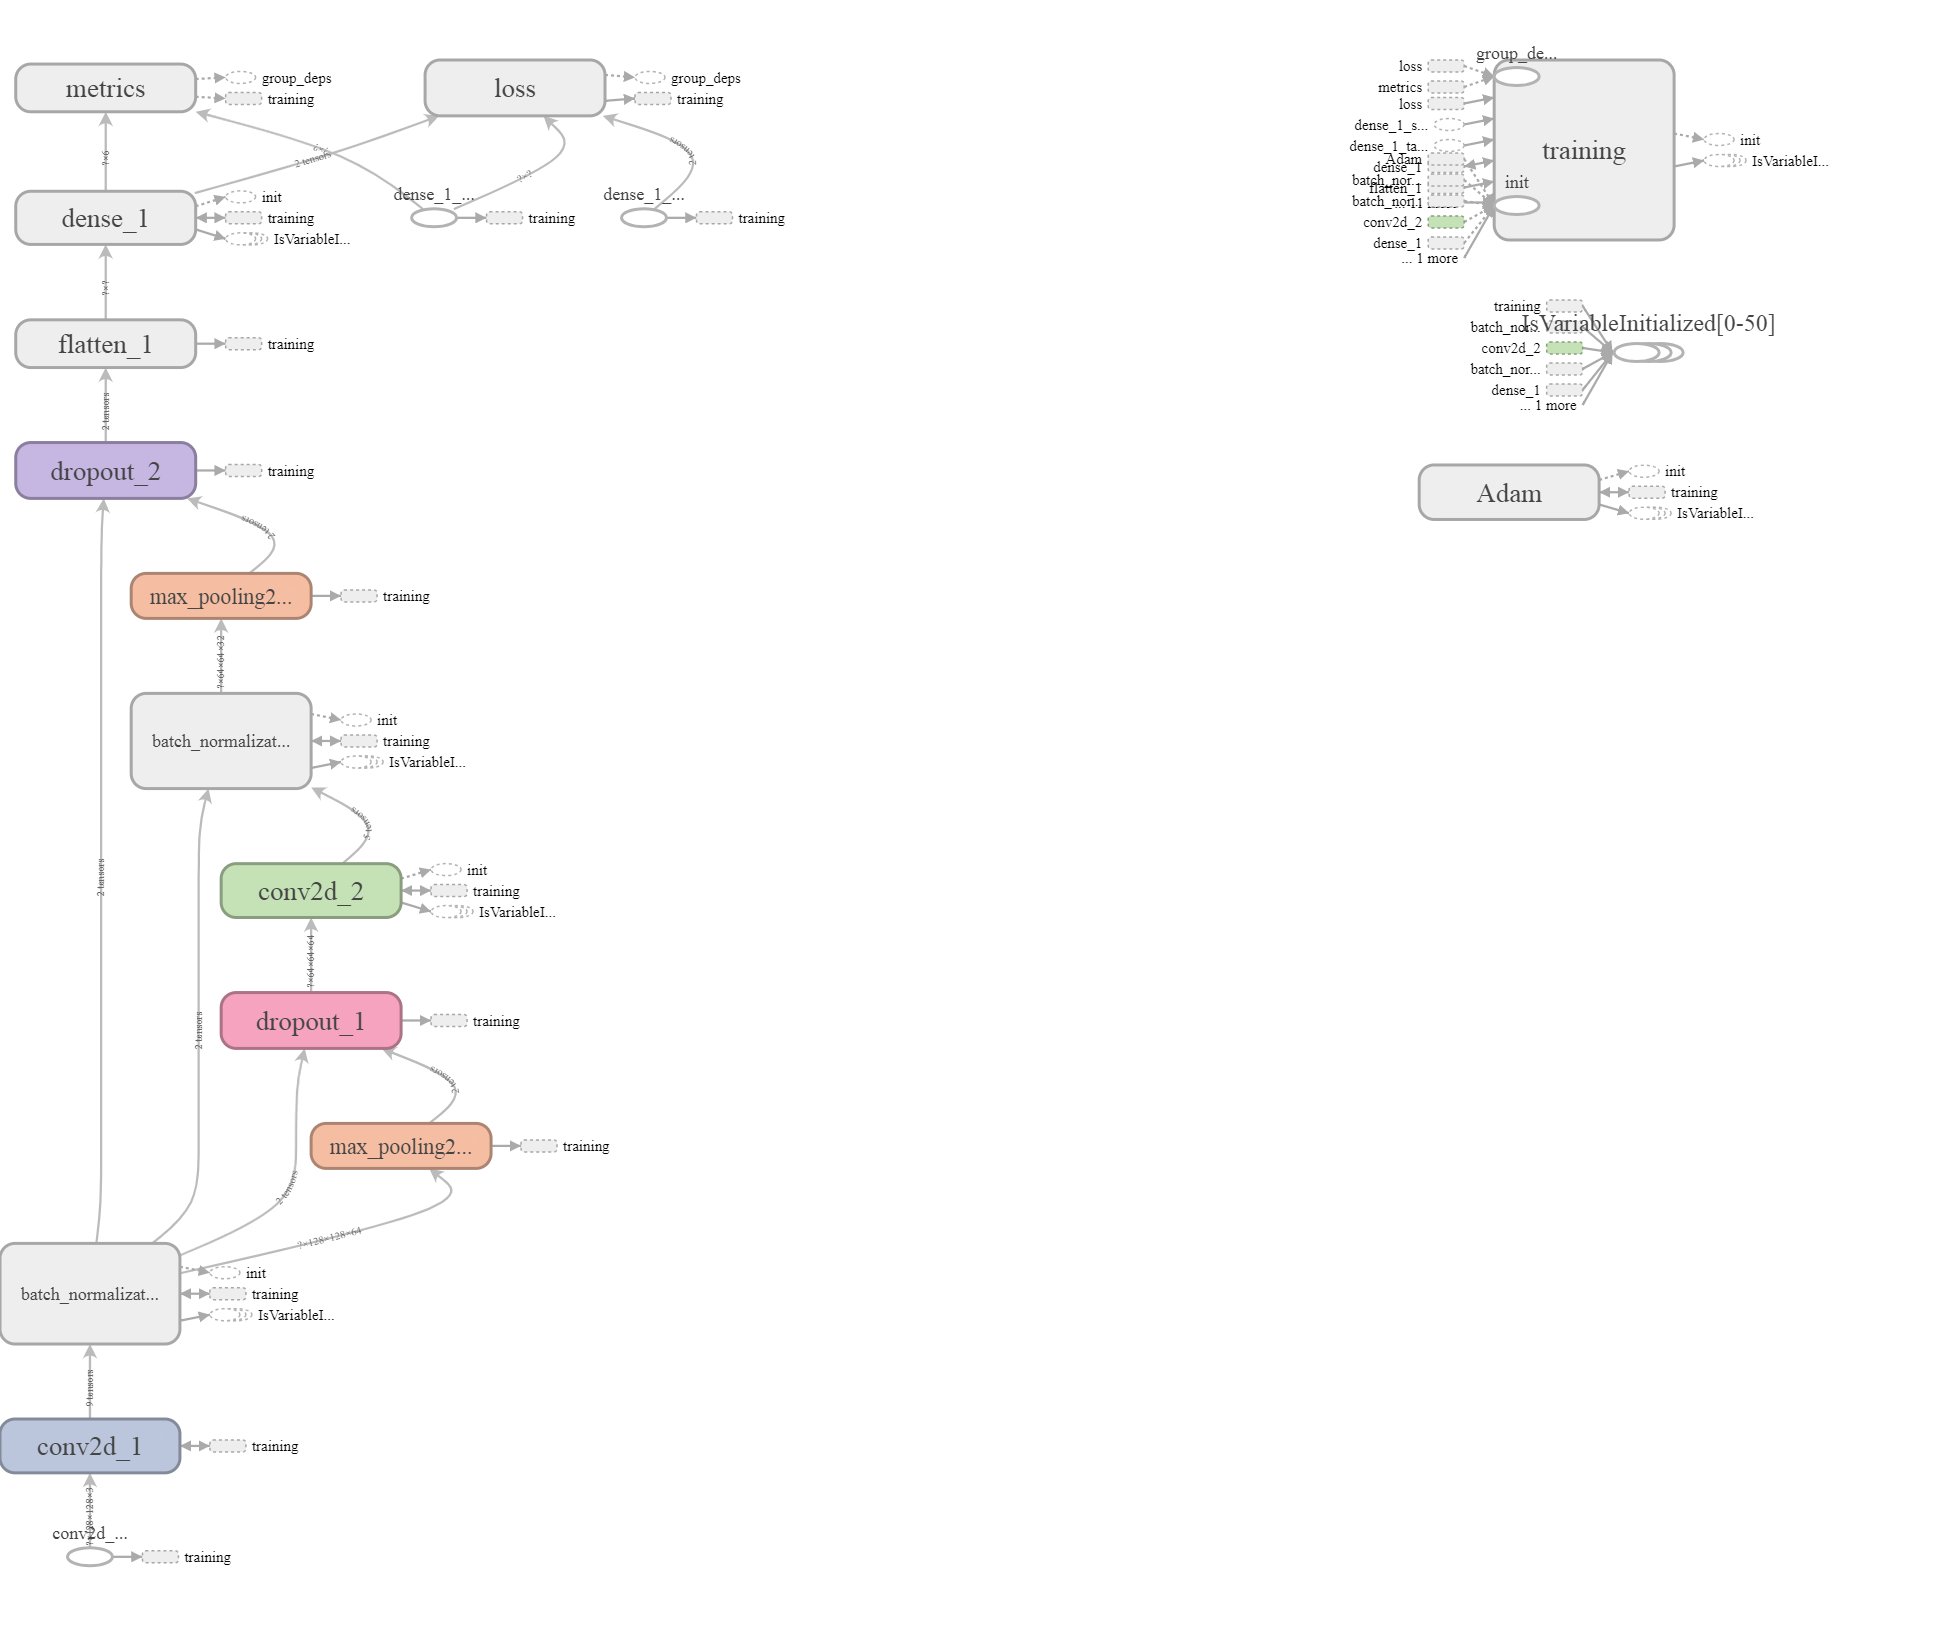 metrics
group_deps
training
loss
group_deps
training
?×6
2 tensors
?×?
?×?
2 tensors
dense_1
init
training
IsVariableI...
dense_1_...
training
dense_1_...
training
?×?
flatten_1
training
2 tensors
dropout_2
training
2 tensors
max_pooling2...
training
?×64×64×32
batch_normalizat...
init
training
IsVariableI...
3 tensors
2 tensors
conv2d_2
init
training
IsVariableI...
?×64×64×64
2 tensors
dropout_1
training
2 tensors
max_pooling2...
training
2 tensors
?×128×128×64
batch_normalizat...
init
training
IsVariableI...
9 tensors
conv2d_1
training
?×128×128×3
conv2d_...
training
group_de...
loss
metrics
loss
dense_1_s...
dense_1_ta...
Adam
dense_1
batch_nor...
flatten_1
batch_nor...
conv2d_2
dense_1
... 1 more
training
init
init
IsVariableI...
training
IsVariableInitialized[0-50]
batch_nor...
conv2d_2
batch_nor...
dense_1
... 1 more
Adam
init
training
IsVariableI...